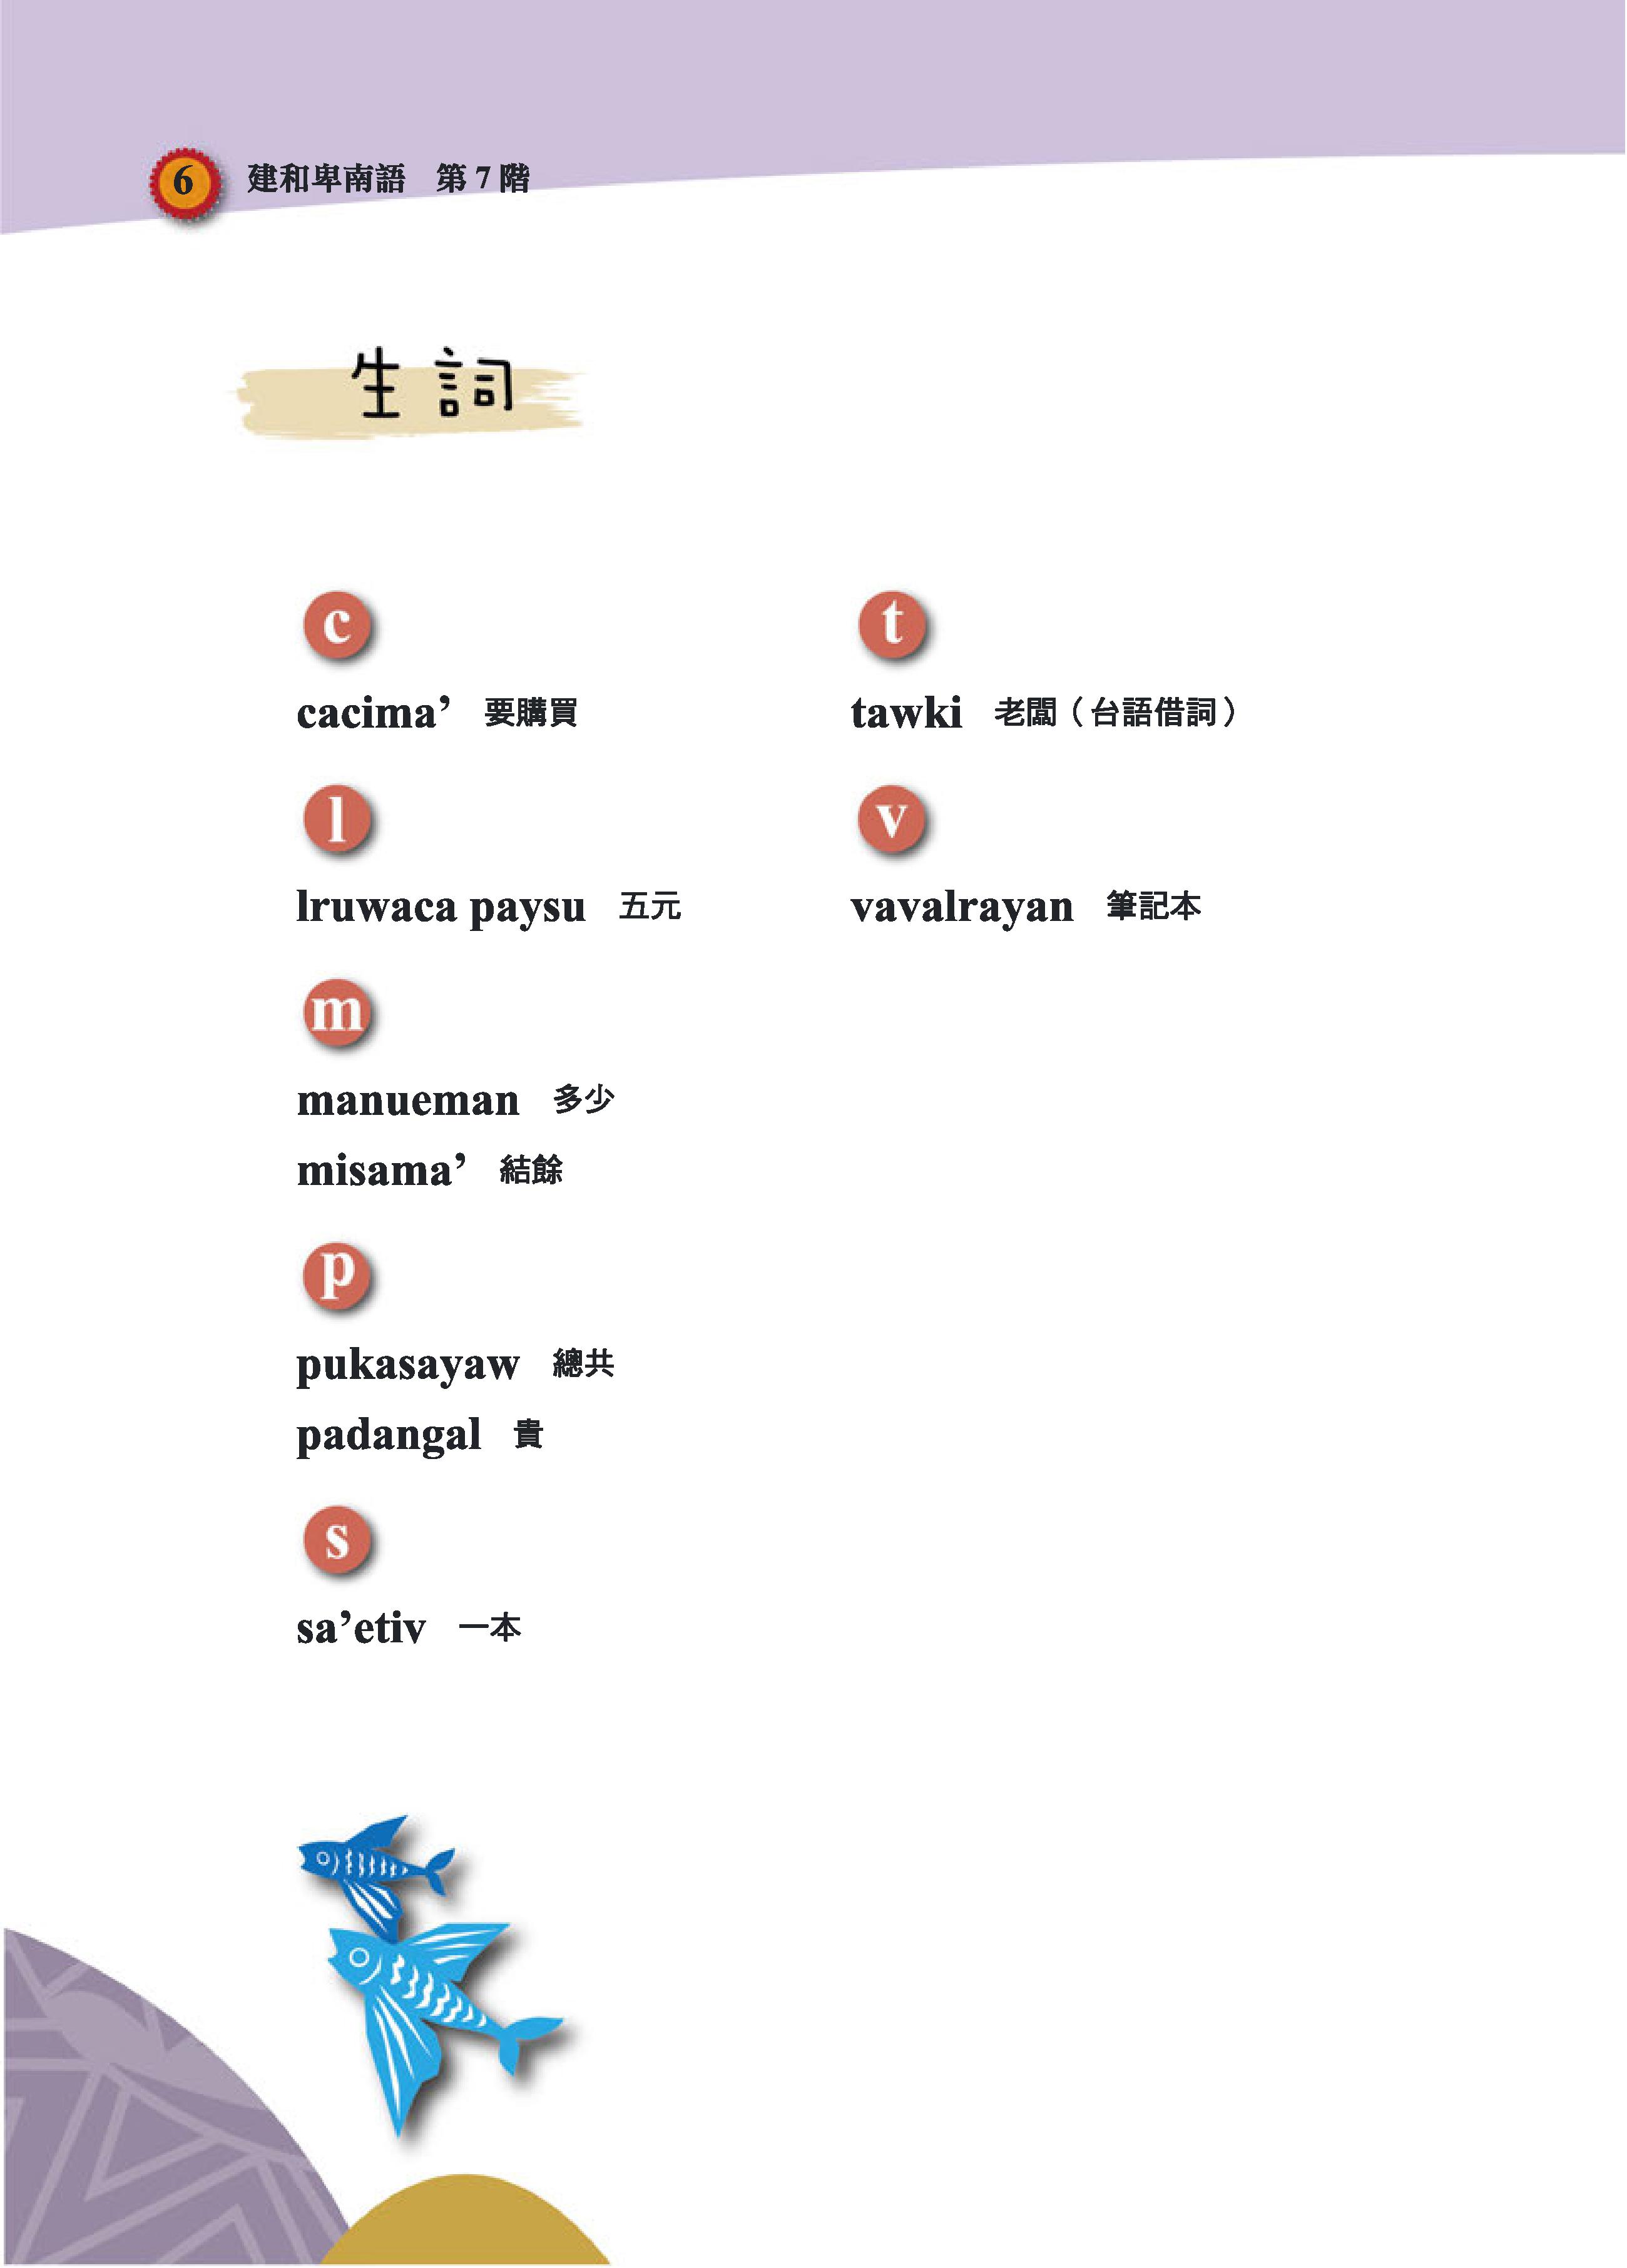 6 建和卑南語 第 7 階
生詞
c
cacima’ 要購買
l
lruwaca paysu 五元
m
manueman 多少
misama’ 結餘
p
pukasayaw 總共
padangal 貴
s
sa’etiv 一本
t
tawki 老闆（台語借詞）
v
vavalrayan 筆記本